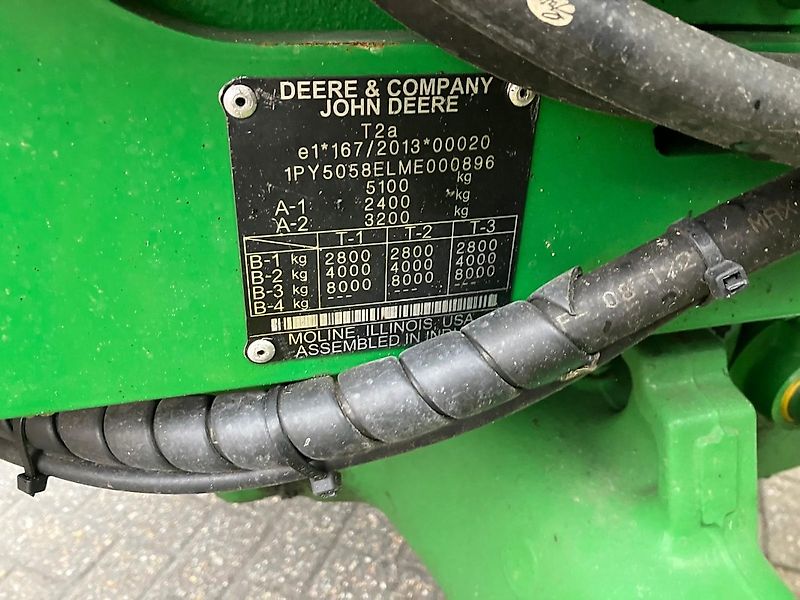 DEERE & COMPANY
JOHN DEERE
T2a
e1*167/2013*00020
1PY5058ELME000896
5100 kg
A-1 2400 kg
A-2 3200 kg
T-1 T-2 T-3
B-1 kg 2800 2800 2800
B-2 kg 4000 4000 4000
B-3 kg 8000 8000 8000
B-4 kg --- --- ---
MOLINE, ILLINOIS, USA
ASSEMBLED IN
MAX